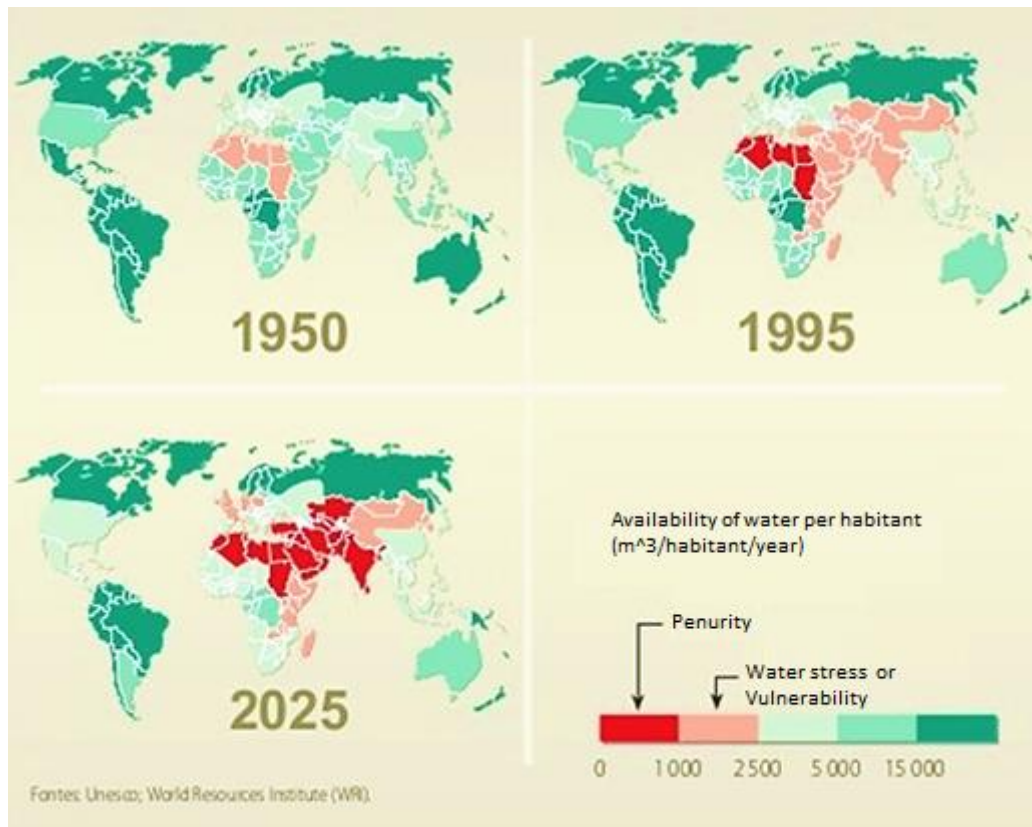 1950
1995
2025
Availability of water per habitant
(m^3/habitant/year)
Penurity
Water stress or
Vulnerability
0 1 000 2 500 5 000 15 000
Fontes: Unesco; World Resources Institute (WRI).